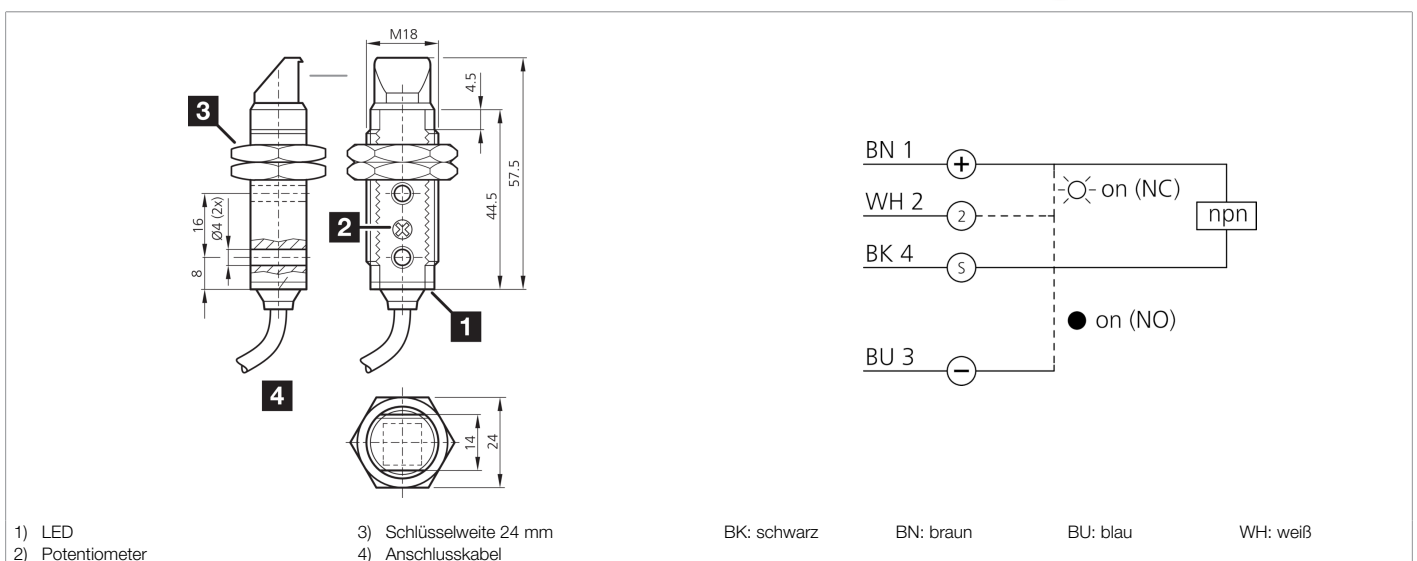 M18
4.5
3
57.5
44.5
16
Ø4 (2x)
2
8
1
4
14
24
BN 1
+
on (NC)
WH 2
2
npn
BK 4
S
on (NO)
BU 3
−
1) LED
2) Potentiometer
3) Schlüsselweite 24 mm
4) Anschlusskabel
BK: schwarz
BN: braun
BU: blau
WH: weiß